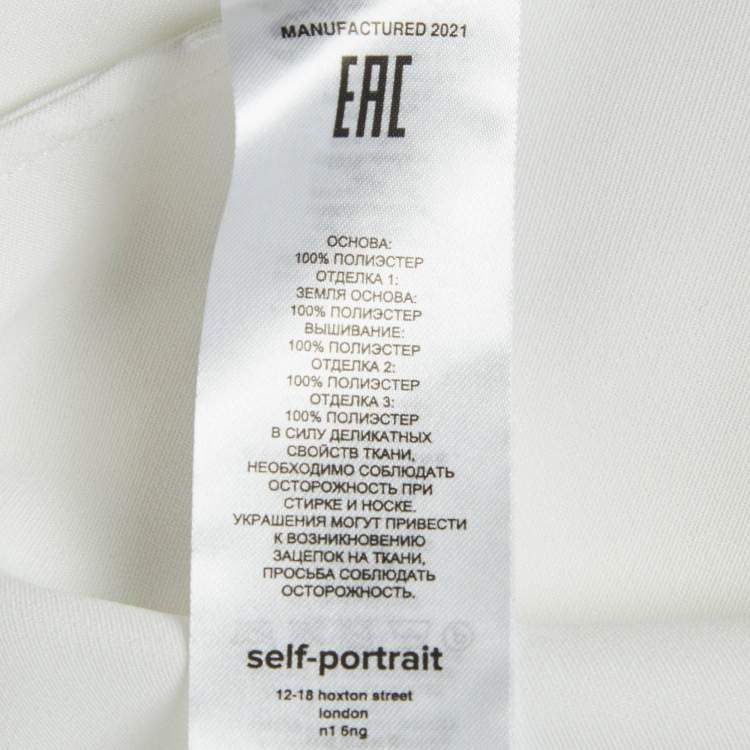 MANUFACTURED 2021
EAC
ОСНОВА:
100% ПОЛИЭСТЕР
ОТДЕЛКА 1:
ЗЕМЛЯ ОСНОВА:
100% ПОЛИЭСТЕР
ВЫШИВАНИЕ:
100% ПОЛИЭСТЕР
ОТДЕЛКА 2:
100% ПОЛИЭСТЕР
ОТДЕЛКА 3:
100% ПОЛИЭСТЕР
В СИЛУ ДЕЛИКАТНЫХ
СВОЙСТВ ТКАНИ,
НЕОБХОДИМО СОБЛЮДАТЬ
ОСТОРОЖНОСТЬ ПРИ
СТИРКЕ И НОСКЕ.
УКРАШЕНИЯ МОГУТ ПРИВЕСТИ
К ВОЗНИКНОВЕНИЮ
ЗАЦЕПОК НА ТКАНИ,
ПРОСЬБА СОБЛЮДАТЬ
ОСТОРОЖНОСТЬ.
self-portrait
12-18 hoxton street
london
n1 6ng